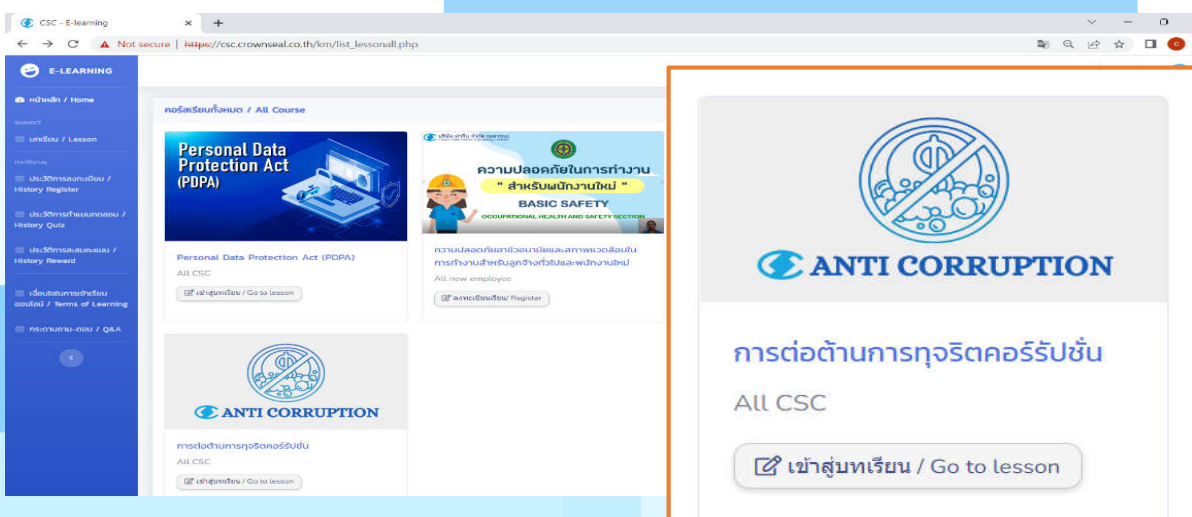 CSC - E-learning
Not secure | https://csc.crownseal.co.th/km/list_lessonall.php
E-LEARNING
หน้าหลัก / Home
บทเรียน / Lesson
ประวัติการลงทะเบียน /
History Register
ประวัติการทำแบบทดสอบ /
History Quiz
ประวัติสะสมคะแนน /
History Reward
เงื่อนไขในการเข้าเรียน
ออนไลน์ / Terms of Learning
กระดานถาม-ตอบ / Q&A
คอร์สเรียนทั้งหมด / All Course
Personal Data
Protection Act
(PDPA)
Personal Data Protection Act (PDPA)
All CSC
เข้าสู่บทเรียน / Go to lesson
ความปลอดภัยในการทำงาน
" สำหรับพนักงานใหม่ "
BASIC SAFETY
OCCUPATIONAL HEALTH AND SAFETY SECTION
ความปลอดภัยอาชีวอนามัยและสภาพแวดล้อมใน
การทำงานสำหรับลูกจ้างทั่วไปและพนักงานใหม่
All new employee
ลงทะเบียนเรียน/ Register
ANTI CORRUPTION
การต่อต้านการทุจริตคอร์รัปชั่น
All CSC
เข้าสู่บทเรียน / Go to lesson
ANTI CORRUPTION
การต่อต้านการทุจริตคอร์รัปชั่น
All CSC
เข้าสู่บทเรียน / Go to lesson